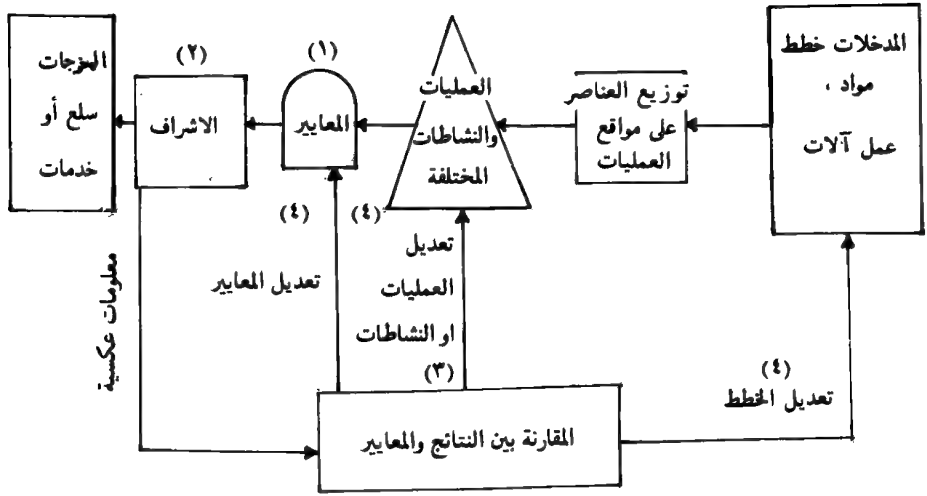 المدخلات خطط
مواد ،
عمل آلات
توزيع العناصر
على مواقع
العمليات
العمليات
والنشاطات
المختلفة
(١)
المعايير
(٢)
الاشراف
المخرجات
سلع أو
خدمات
معلومات عكسية
(٤)
تعديل المعايير
(٤)
تعديل
العمليات
او النشاطات
(٣)
المقارنة بين النتائج والمعايير
(٤)
تعديل الخطط